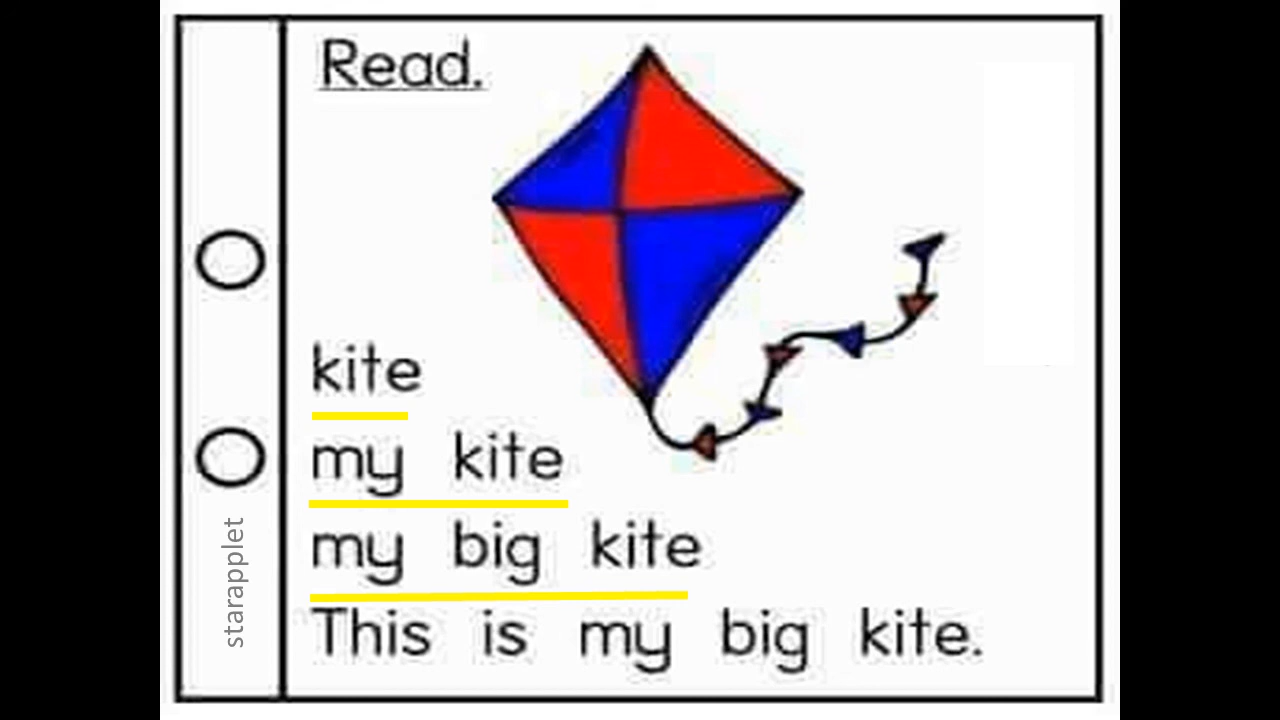 Read.
kite
my kite
my big kite
This is my big kite.
starapplet